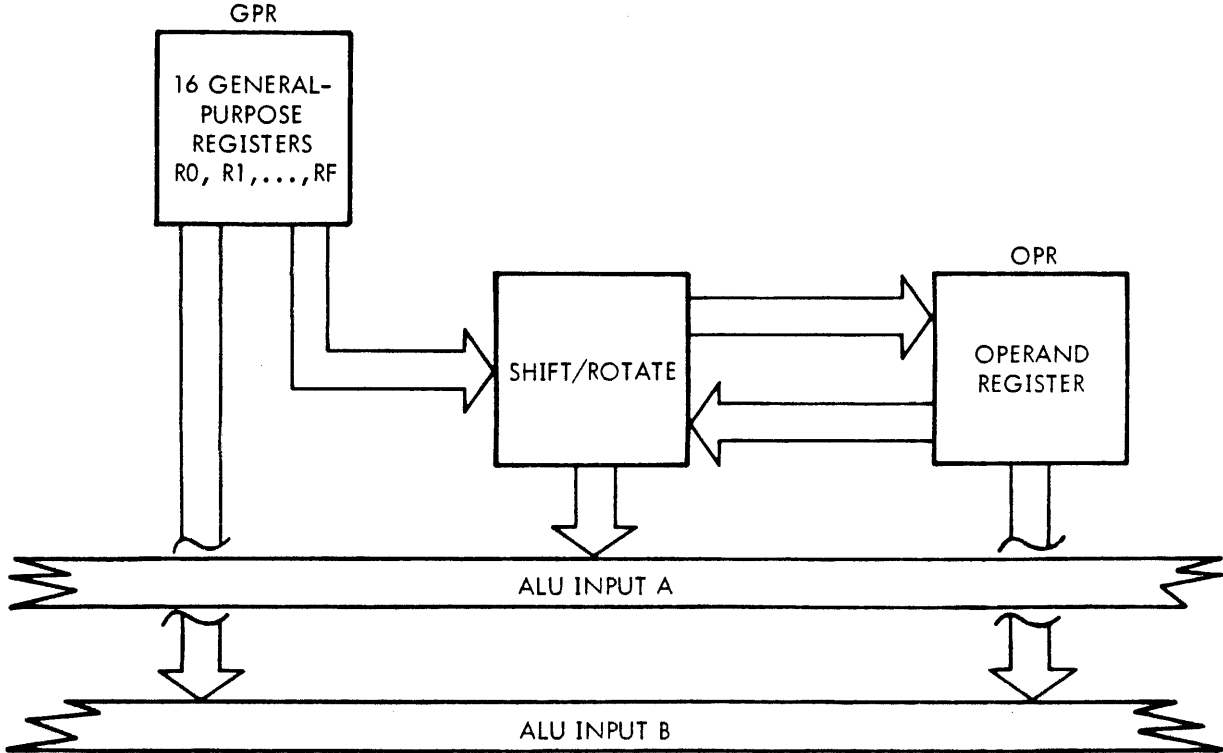 GPR
16 GENERAL-
PURPOSE
REGISTERS
R0, R1,...,RF
OPR
SHIFT/ROTATE
OPERAND
REGISTER
ALU INPUT A
ALU INPUT B